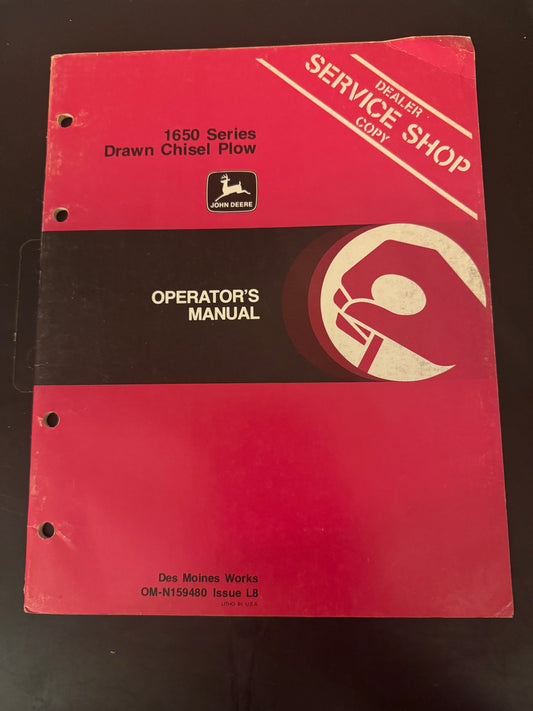 DEALER
SERVICE SHOP
COPY
1650 Series
Drawn Chisel Plow
JOHN DEERE
OPERATOR'S
MANUAL
Des Moines Works
OM-N159480 Issue L8
LITHO IN U.S.A.